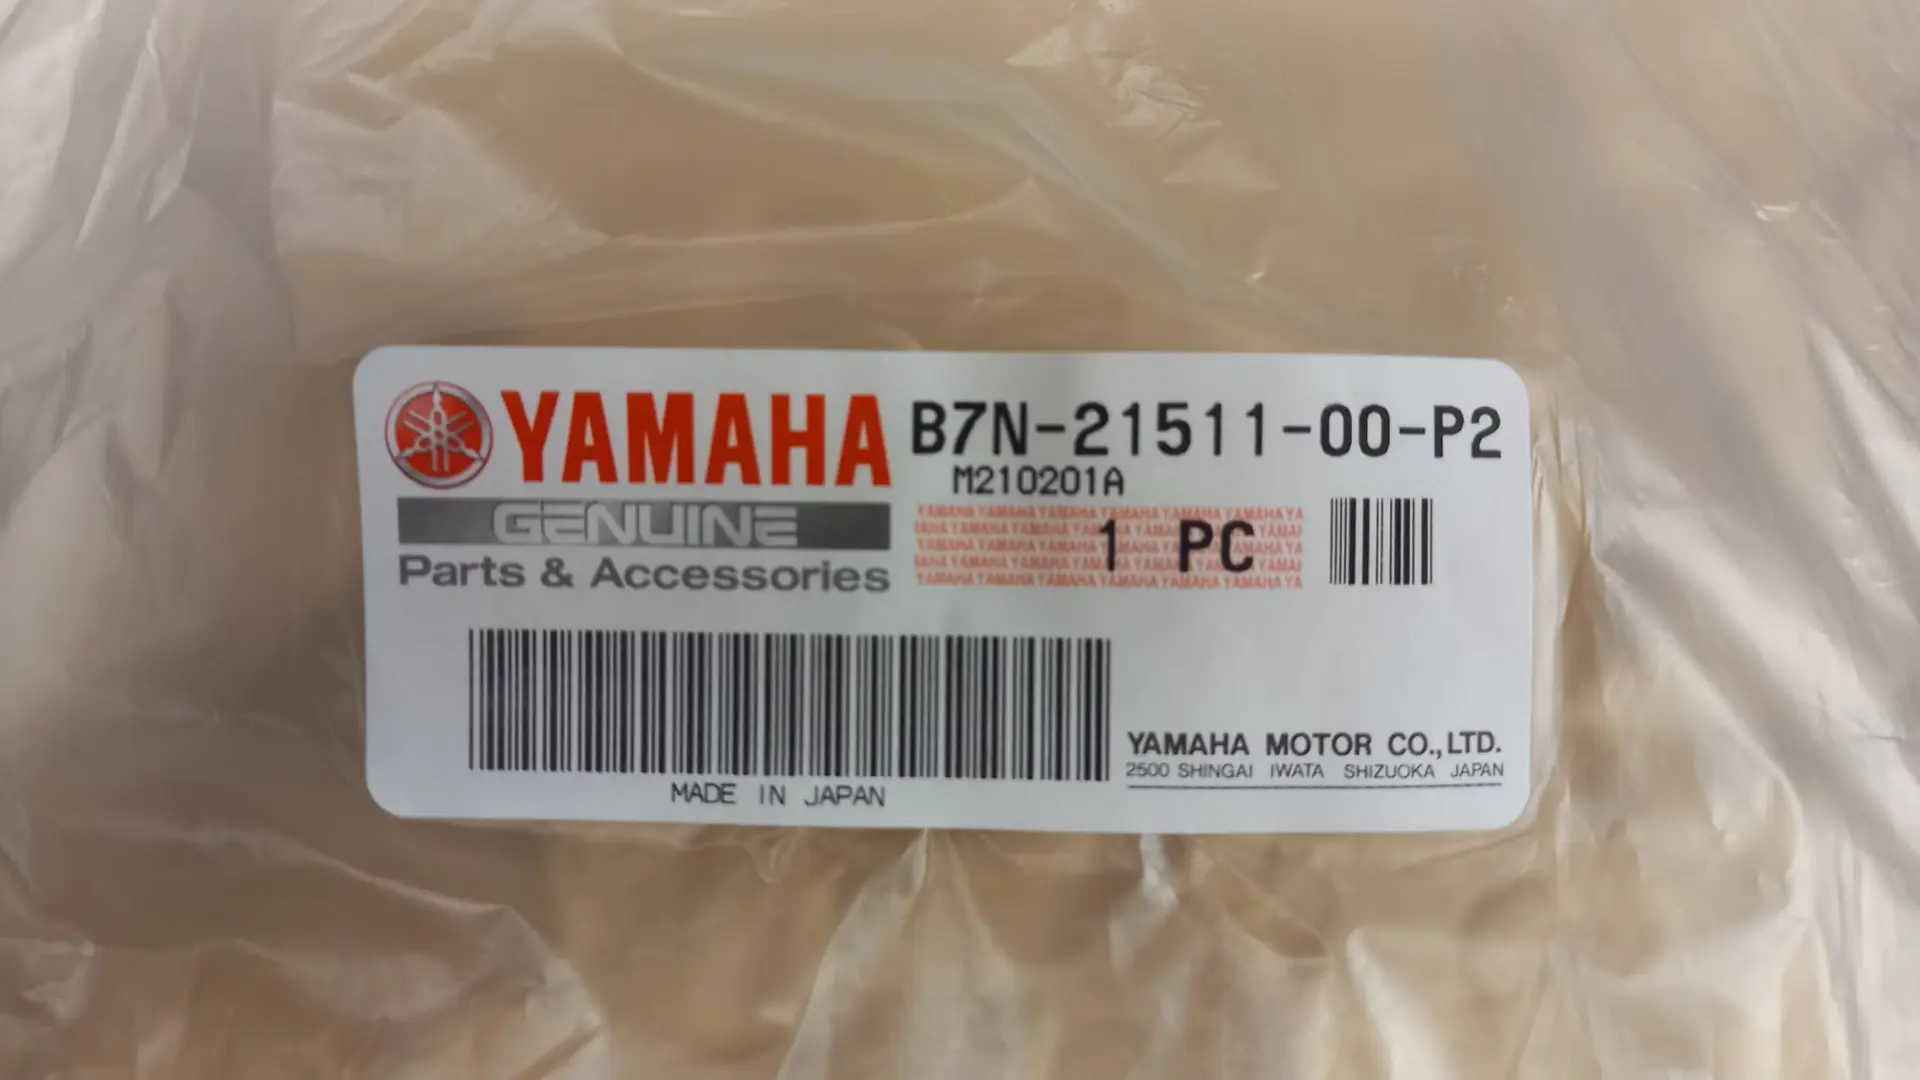 YAMAHA B7N-21511-00-P2
M210201A
GENUINE
1 PC
Parts & Accessories
YAMAHA MOTOR CO.,LTD.
2500 SHINGAI IWATA SHIZUOKA JAPAN
MADE IN JAPAN